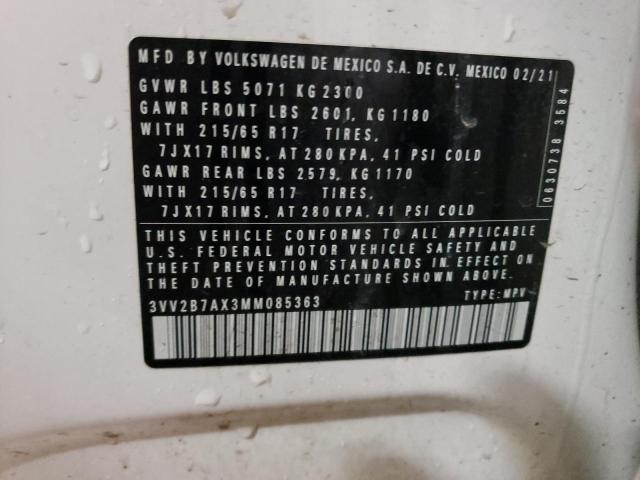 MFD BY VOLKSWAGEN DE MEXICO S.A. DE C.V. MEXICO 02/21
GVWR LBS 5071 KG 2300
GAWR FRONT LBS 2601, KG 1180
WITH 215/65 R17 TIRES,
7JX17 RIMS, AT 280 KPA, 41 PSI COLD
GAWR REAR LBS 2579, KG 1170
WITH 215/65 R17 TIRES,
7JX17 RIMS, AT 280 KPA, 41 PSI COLD
0630738 3584
THIS VEHICLE CONFORMS TO ALL APPLICABLE
U.S. FEDERAL MOTOR VEHICLE SAFETY AND
THEFT PREVENTION STANDARDS IN EFFECT ON
THE DATE OF MANUFACTURE SHOWN ABOVE.
3VV2B7AX3MM085363 TYPE: MPV